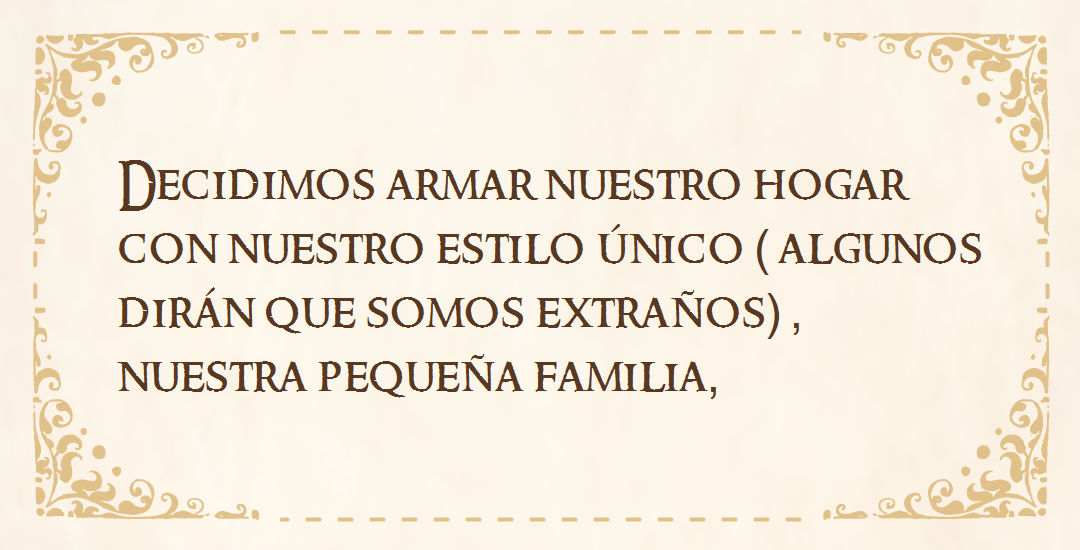 Decidimos armar nuestro hogar
con nuestro estilo único ( algunos
dirán que somos extraños) ,
nuestra pequeña familia,